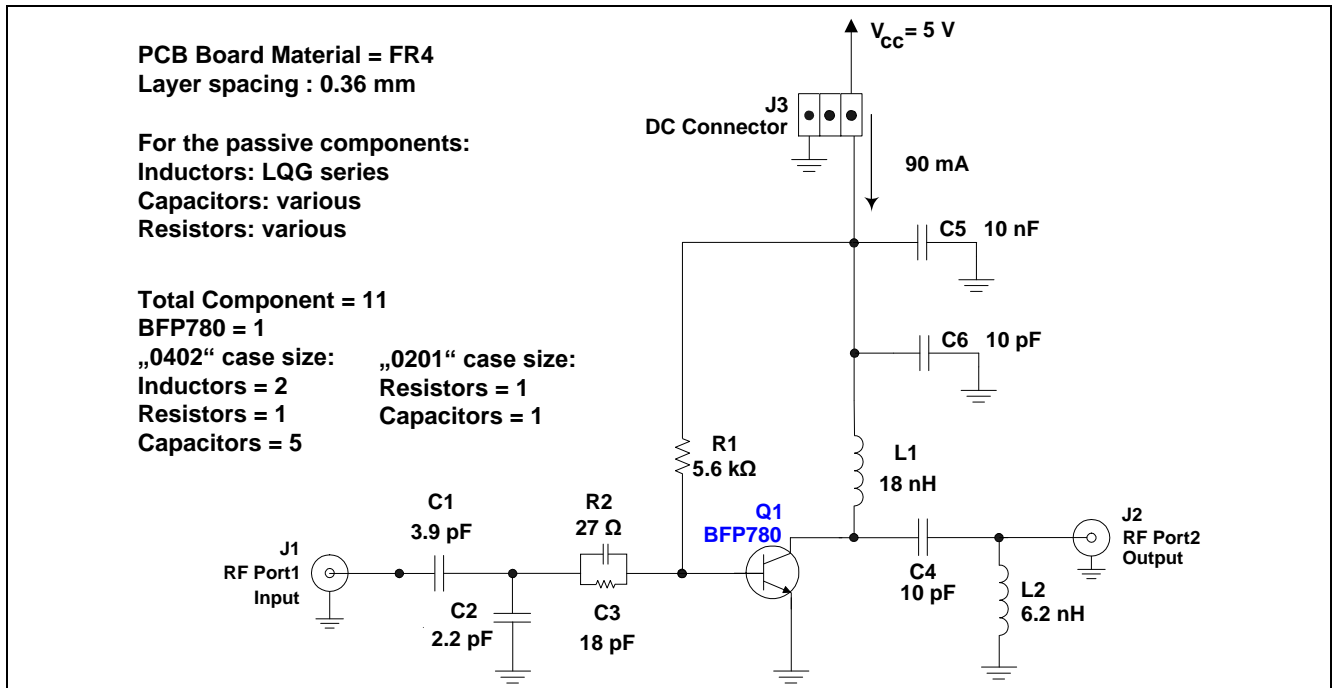 PCB Board Material = FR4
Layer spacing : 0.36 mm
For the passive components:
Inductors: LQG series
Capacitors: various
Resistors: various
Total Component = 11
BFP780 = 1
„0402“ case size:
Inductors = 2
Resistors = 1
Capacitors = 5
„0201“ case size:
Resistors = 1
Capacitors = 1
VCC = 5 V
J3
DC Connector
90 mA
C5 10 nF
C6 10 pF
R1
5.6 kΩ
L1
18 nH
C1
3.9 pF
R2
27 Ω
Q1
BFP780
J2
RF Port2
Output
J1
RF Port1
Input
C2
2.2 pF
C3
18 pF
C4
10 pF
L2
6.2 nH